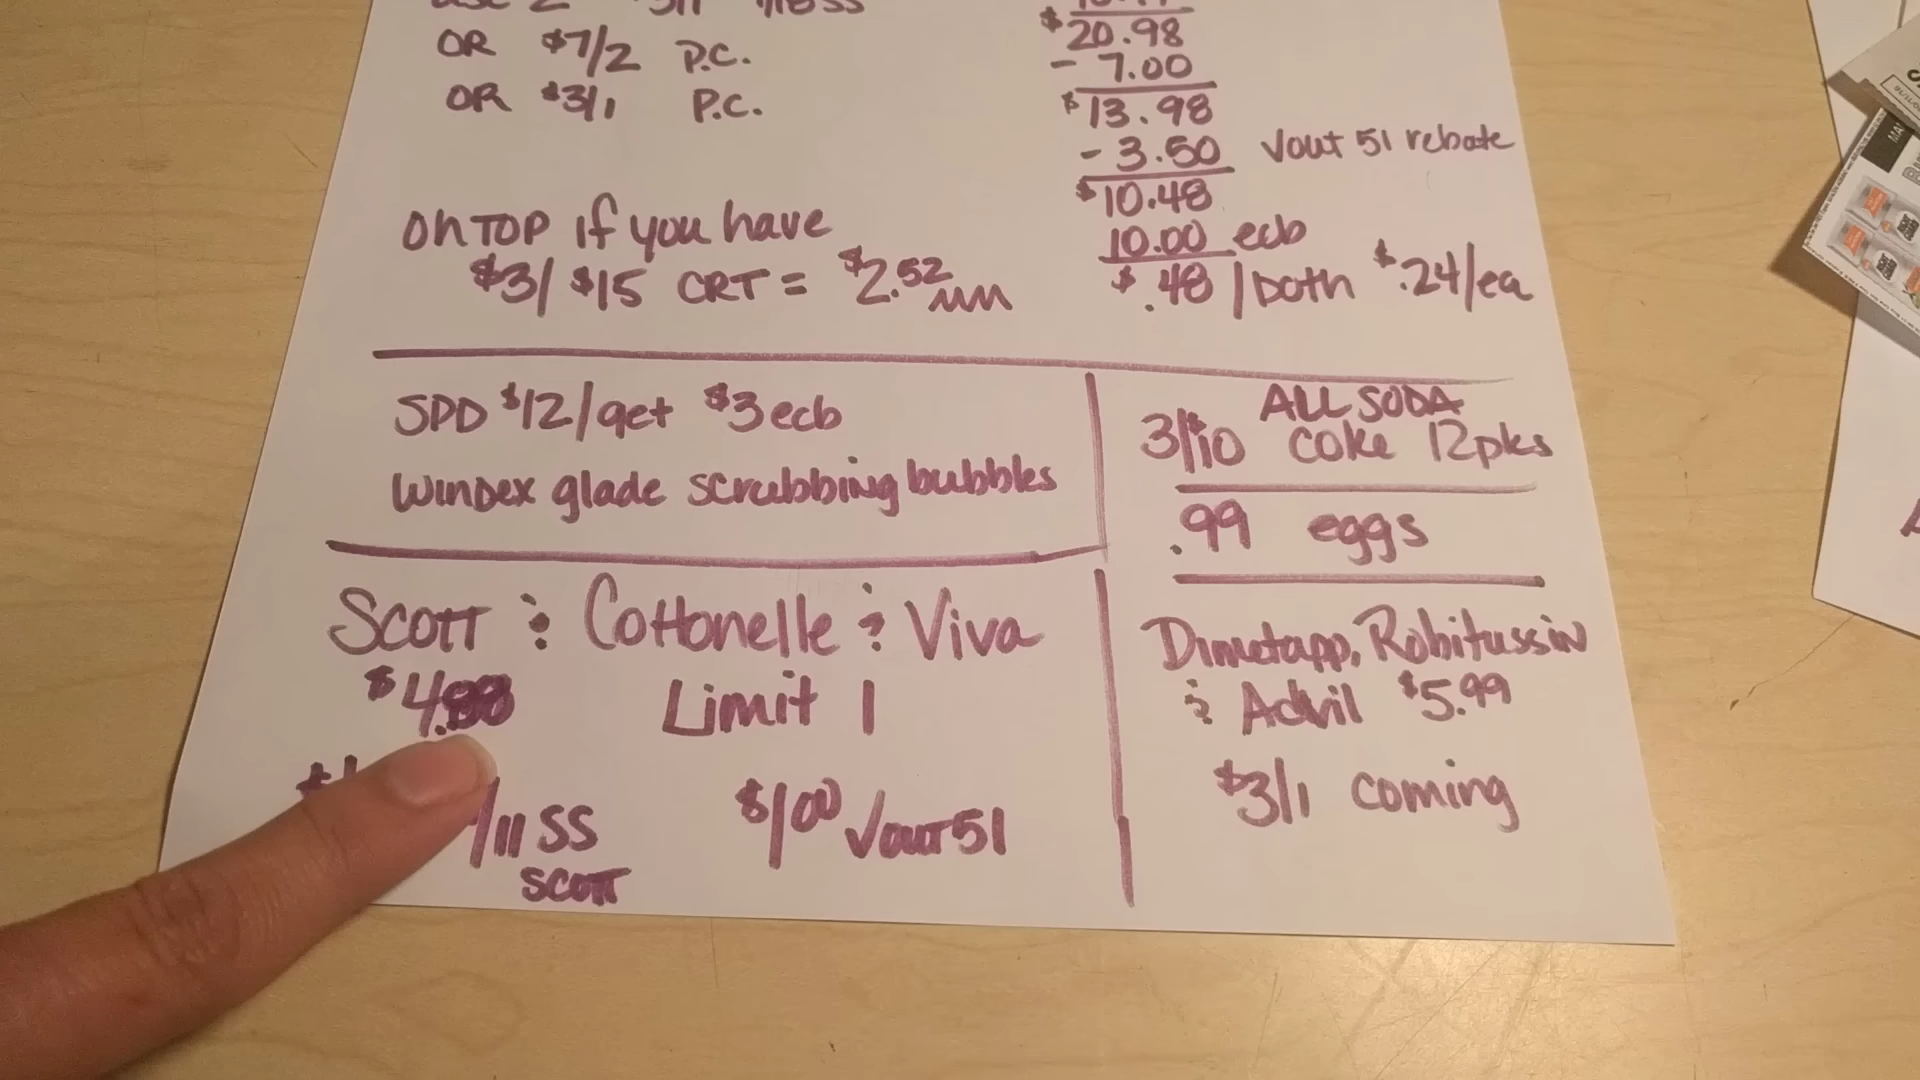 OR $7/2 P.C.
OR $3/1 P.C.
$20.98
- 7.00
$13.98
- 3.50 Vout 51 rebate
$10.48
10.00 ecb
$.48 / both $.24/ea
On TOP if you have
$3/$15 CRT = $2.52 mm
SPD $12/get $3 ecb
Windex glade scrubbing bubbles
ALL SODA
3/$10 Coke 12pks
.99 eggs
Scott & Cottonelle & Viva
$4.88 Limit 1
/11 SS
SCOTT
$1.00 Vout 51
Dimetapp, Robitussin
& Advil $5.99
$3/1 coming